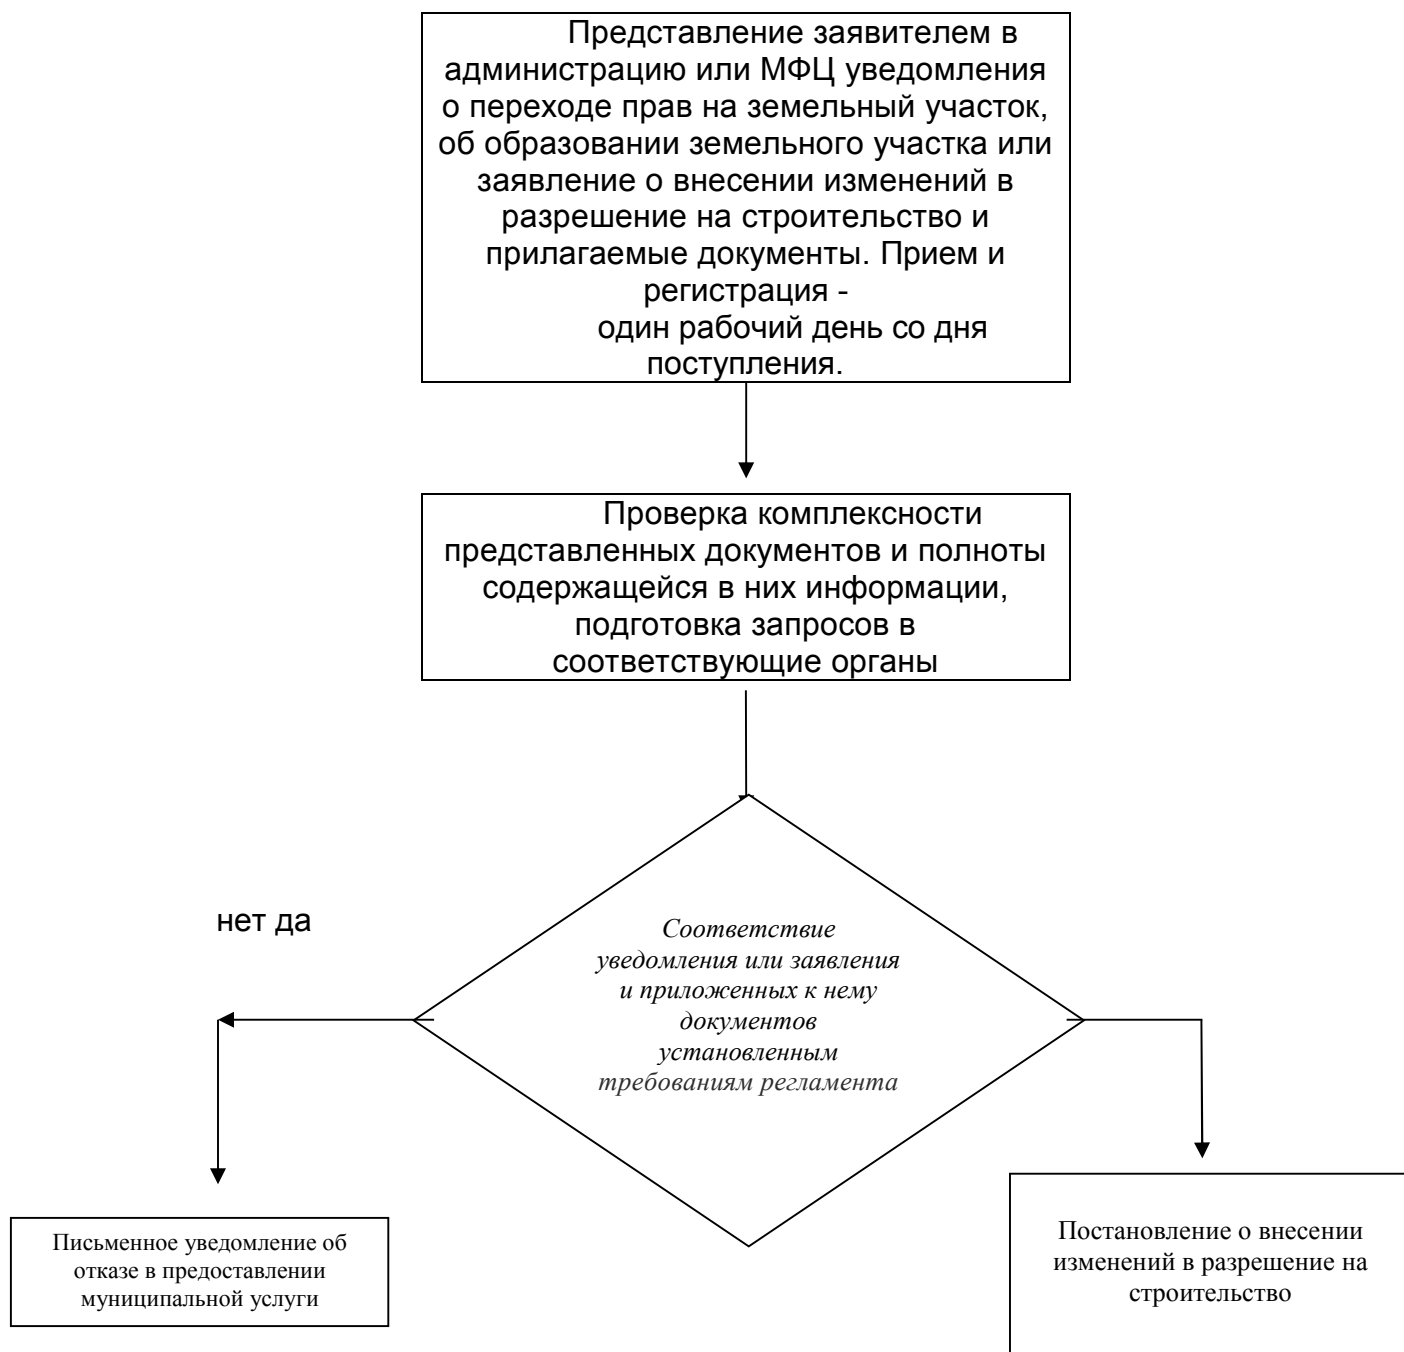 Представление заявителем в
администрацию или МФЦ уведомления
о переходе прав на земельный участок,
об образовании земельного участка или
заявление о внесении изменений в
разрешение на строительство и
прилагаемые документы. Прием и
регистрация -
один рабочий день со дня
поступления.
Проверка комплексности
представленных документов и полноты
содержащейся в них информации,
подготовка запросов в
соответствующие органы
нет да
Соответствие
уведомления или заявления
и приложенных к нему
документов
установленным
требованиям регламента
Письменное уведомление об
отказе в предоставлении
муниципальной услуги
Постановление о внесении
изменений в разрешение на
строительство